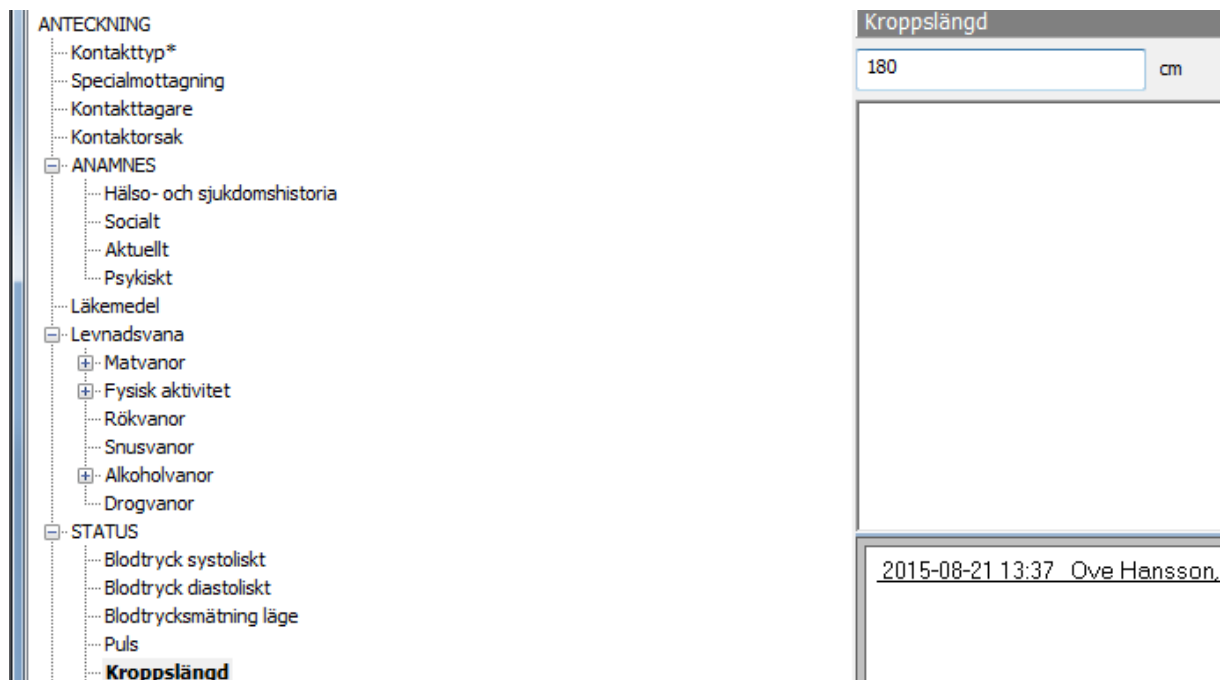 ANTECKNING
Kontakttyp*
Specialmottagning
Kontakttagare
Kontaktorsak
ANAMNES
Hälso- och sjukdomshistoria
Socialt
Aktuellt
Psykiskt
Läkemedel
Levnadsvana
Matvanor
Fysisk aktivitet
Rökvanor
Snusvanor
Alkoholvanor
Drogvanor
STATUS
Blodtryck systoliskt
Blodtryck diastoliskt
Blodtrycksmätning läge
Puls
Kroppslängd
Kroppslängd
180 cm
2015-08-21 13:37 Ove Hansson,